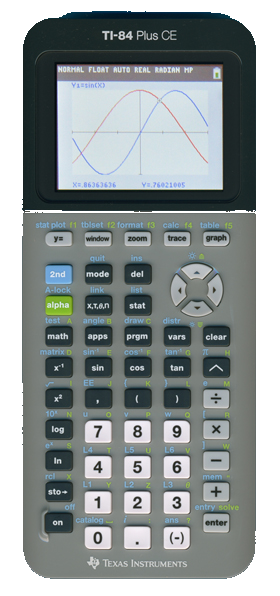 TI-84 Plus CE
NORMAL FLOAT AUTO REAL RADIAN MP
Y1=sin(X)
X=.86363636 Y=.76021005
stat plot f1 tblset f2 format f3 calc f4 table f5
y= window zoom trace graph
quit ins
2nd mode del
A-lock link list
alpha X,T,θ,n stat
test A angle B draw C distr
math apps prgm vars clear
matrix D sin⁻¹ E cos⁻¹ F tan⁻¹ G π H
x⁻¹ sin cos tan ^
EE J
x² , ( ) ÷
10ˣ N u O v P w Q
log 7 8 9 ×
eˣ S L4 T L5 U L6 V
ln 4 5 6 −
rcl X L1 Y L2 Z L3 θ mem "
sto→ 1 2 3 +
off catalog i ans ? entry solve
on 0 . (-) enter
TEXAS INSTRUMENTS